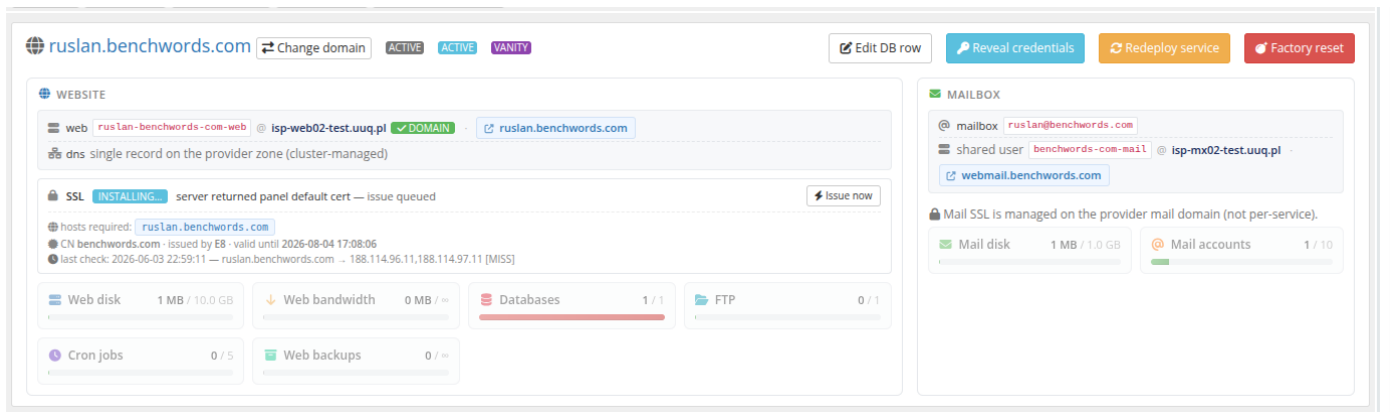 ruslan.benchwords.com Change domain ACTIVE ACTIVE VANITY Edit DB row Reveal credentials Redeploy service Factory reset
WEBSITE
web ruslan-benchwords-com-web @ isp-web02-test.uuq.pl DOMAIN · ruslan.benchwords.com
dns single record on the provider zone (cluster-managed)
SSL INSTALLING... server returned panel default cert — issue queued Issue now
hosts required: ruslan.benchwords.com
CN benchwords.com · issued by E8 · valid until 2026-08-04 17:08:06
last check: 2026-06-03 22:59:11 — ruslan.benchwords.com → 188.114.96.11,188.114.97.11 [MISS]
Web disk 1 MB / 10.0 GB
Web bandwidth 0 MB / ∞
Databases 1 / 1
FTP 0 / 1
Cron jobs 0 / 5
Web backups 0 / ∞
MAILBOX
@ mailbox ruslan@benchwords.com
shared user benchwords-com-mail @ isp-mx02-test.uuq.pl ·
webmail.benchwords.com
Mail SSL is managed on the provider mail domain (not per-service).
Mail disk 1 MB / 1.0 GB
@ Mail accounts 1 / 10